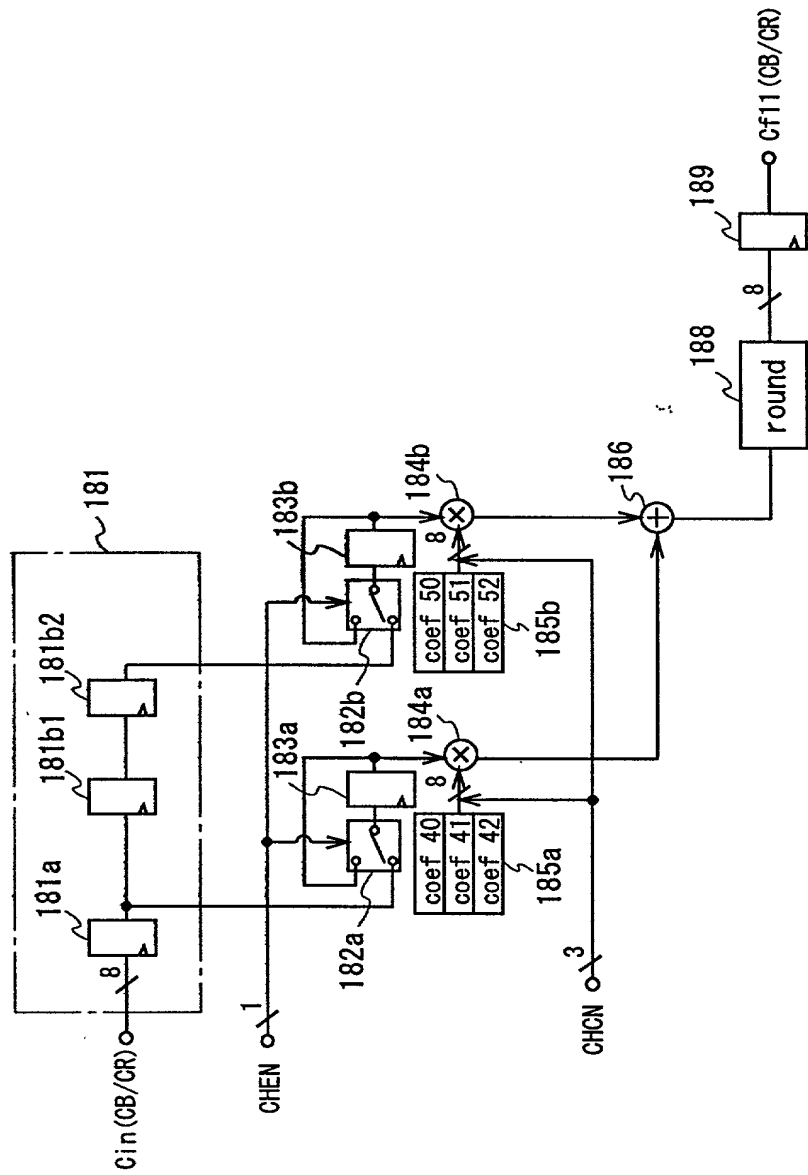 181
181a
181b1
181b2
8
Cin(CB/CR)
CHEN
1
182a
183a
182b
183b
8
184a
8
184b
coef 40
coef 41
coef 42
185a
coef 50
coef 51
coef 52
185b
CHCN
3
186
188
round
8
189
Cf11(CB/CR)